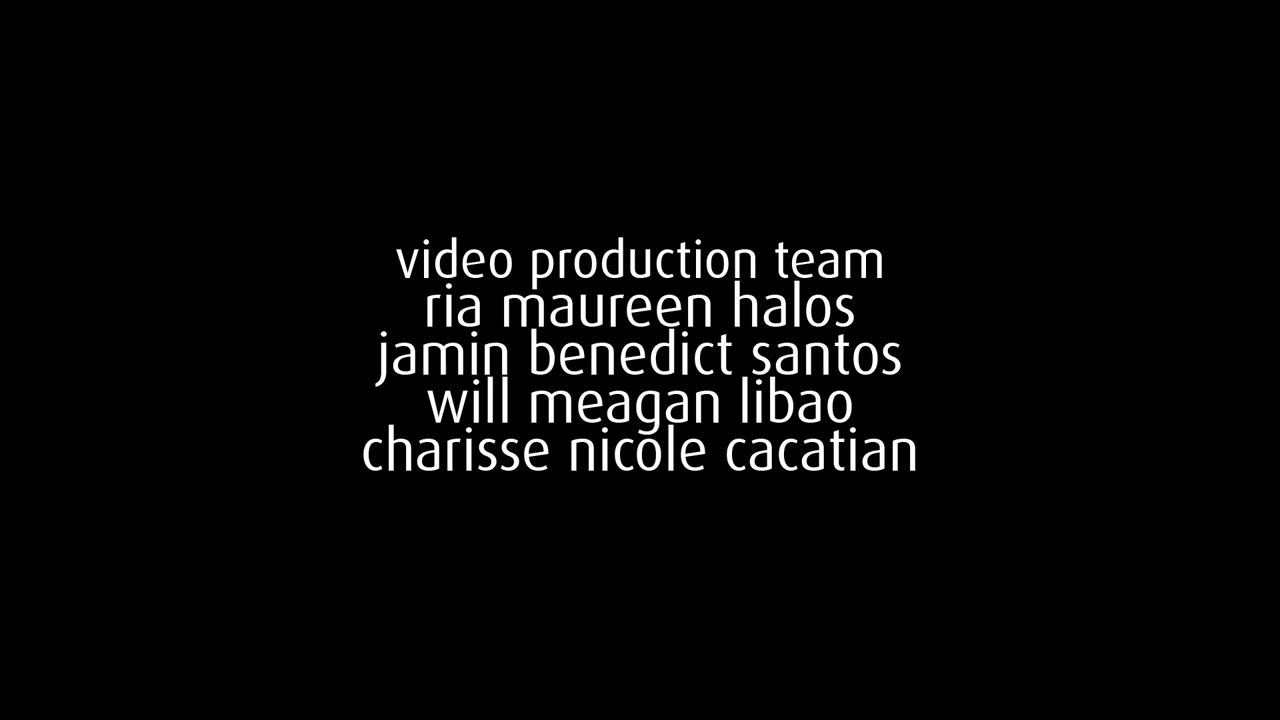 video production team
ria maureen halos
jamin benedict santos
will meagan libao
charisse nicole cacatian